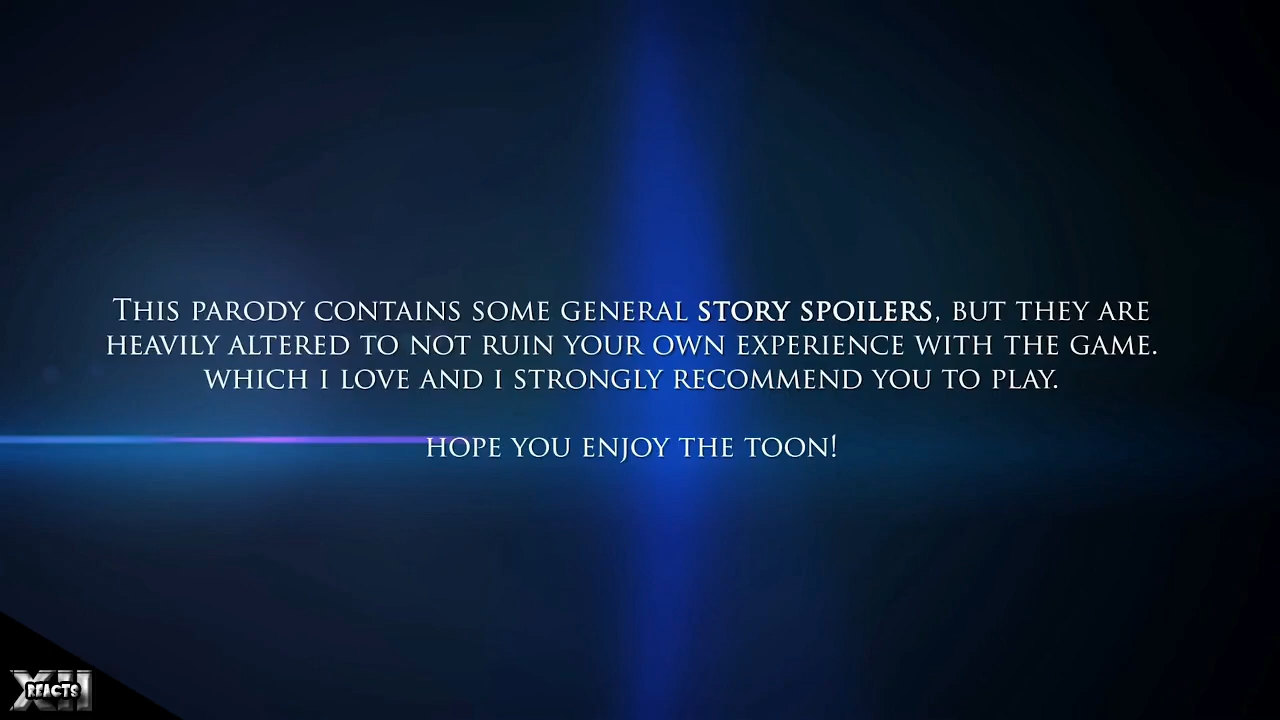 This parody contains some general story spoilers, but they are
heavily altered to not ruin your own experience with the game.
which i love and i strongly recommend you to play.
hope you enjoy the toon!
XH
REACTS